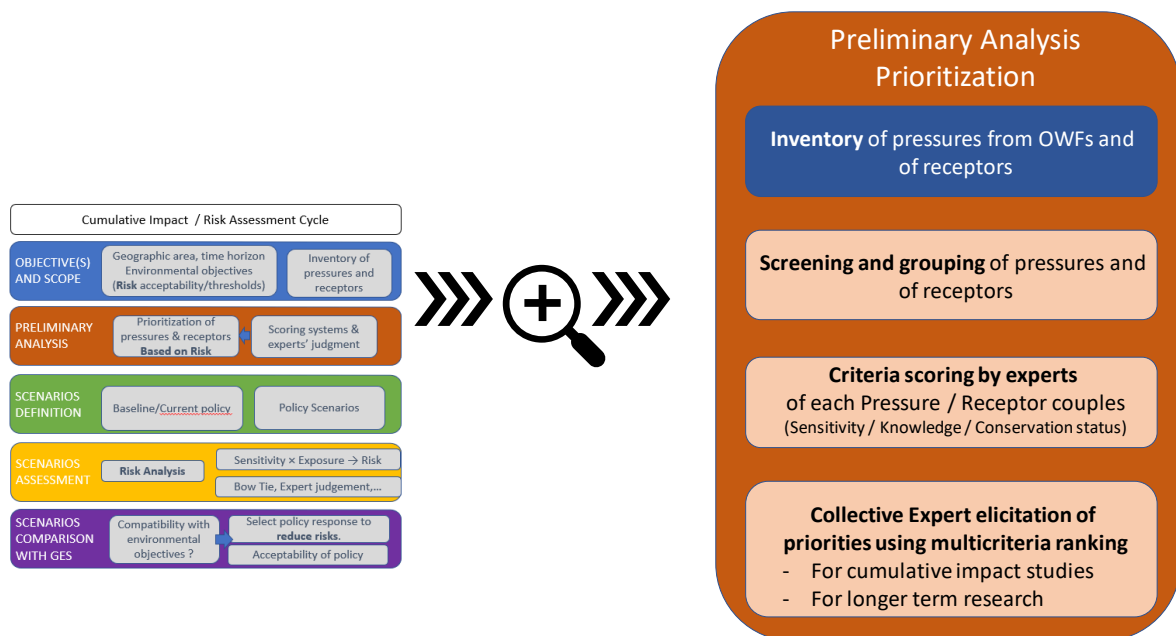 Cumulative Impact / Risk Assessment Cycle
OBJECTIVE(S)
AND SCOPE
Geographic area, time horizon
Environmental objectives
(Risk acceptability/thresholds)
Inventory of
pressures and
receptors
PRELIMINARY
ANALYSIS
Prioritization of
pressures & receptors
Based on Risk
Scoring systems &
experts' judgment
SCENARIOS
DEFINITION
Baseline/Current policy
Policy Scenarios
SCENARIOS
ASSESSMENT
Risk Analysis
Sensitivity × Exposure → Risk
Bow Tie, Expert judgement,...
SCENARIOS
COMPARISON
WITH GES
Compatibility with
environmental
objectives ?
Select policy response to
reduce risks.
Acceptability of policy
Preliminary Analysis
Prioritization
Inventory of pressures from OWFs and
of receptors
Screening and grouping of pressures and
of receptors
Criteria scoring by experts
of each Pressure / Receptor couples
(Sensitivity / Knowledge / Conservation status)
Collective Expert elicitation of
priorities using multicriteria ranking
- For cumulative impact studies
- For longer term research